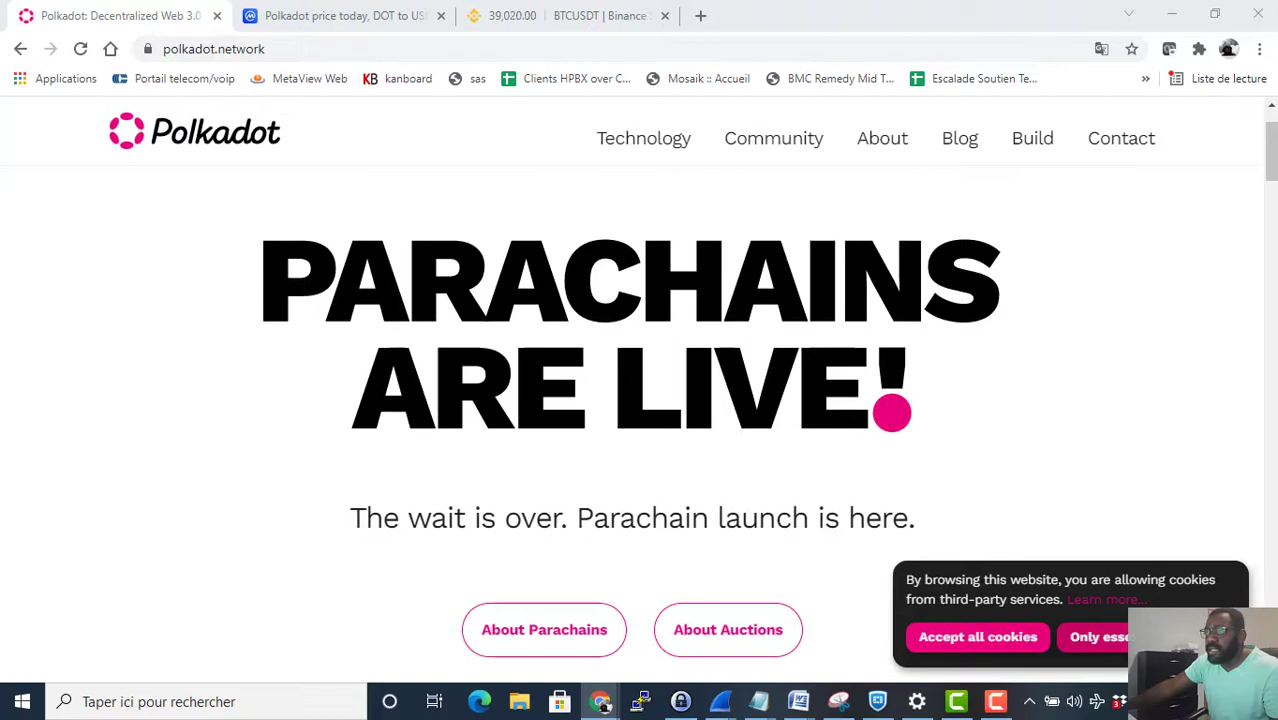 Polkadot: Decentralized Web 3.0
Polkadot price today, DOT to US
39,020.00 | BTCUSDT | Binance
polkadot.network
Applications
Portail telecom/voip
MetaView Web
kanboard
sas
Clients HPBX over C...
Mosaik :: Accueil
BMC Remedy Mid T...
Escalade Soutien Te...
»
Liste de lecture
Polkadot
Technology
Community
About
Blog
Build
Contact
PARACHAINS
ARE LIVE!
The wait is over. Parachain launch is here.
By browsing this website, you are allowing cookies
from third-party services. Learn more...
Accept all cookies
Only esse
About Parachains
About Auctions
Taper ici pour rechercher